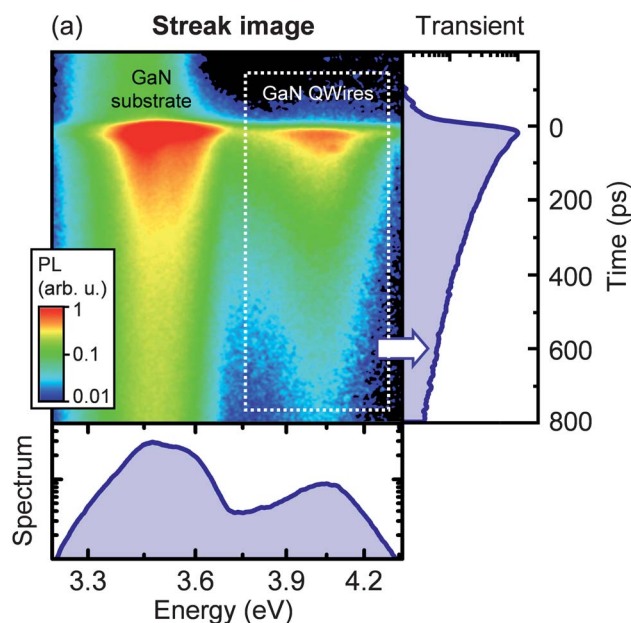 (a)
Streak image
Transient
GaN
substrate
GaN QWires
PL
(arb. u.)
1
0.1
0.01
0
200
400
600
800
Time (ps)
Spectrum
3.3
3.6
3.9
4.2
Energy (eV)